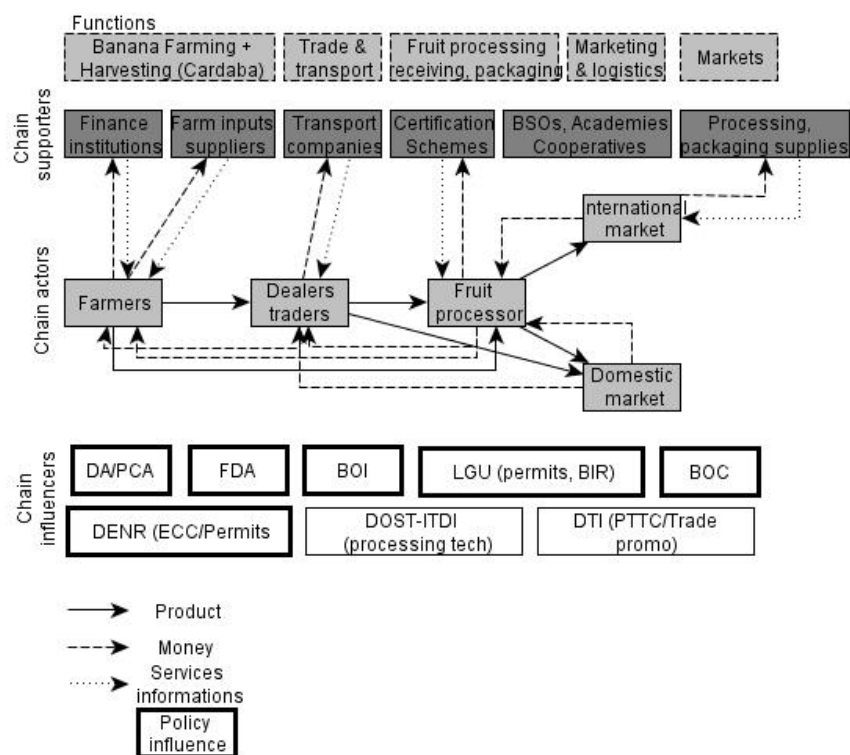 Functions
Banana Farming +
Harvesting (Cardaba)
Trade &
transport
Fruit processing
receiving, packaging
Marketing
& logistics
Markets
Chain
supporters
Finance
institutions
Farm inputs
suppliers
Transport
companies
Certification
Schemes
BSOs, Academies
Cooperatives
Processing,
packaging supplies
International
market
Chain actors
Farmers
Dealers
traders
Fruit
processor
Domestic
market
Chain
influencers
DA/PCA
FDA
BOI
LGU (permits, BIR)
BOC
DENR (ECC/Permits
DOST-ITDI
(processing tech)
DTI (PTTC/Trade
promo)
Product
Money
Services
informations
Policy
influence